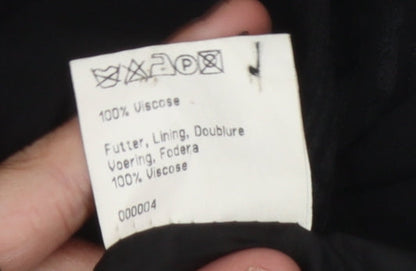 P
100% Viscose
Futter, Lining, Doublure
Voering, Fodera
100% Viscose
000004